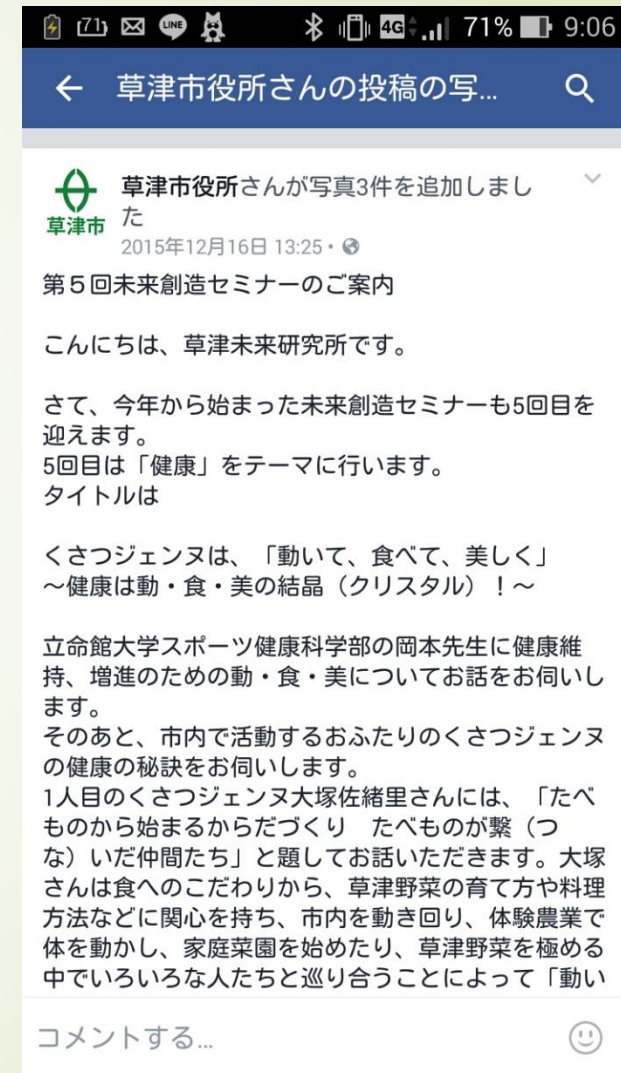 71 LINE 4G 71% 9:06
草津市役所さんの投稿の写...
草津市役所さんが写真3件を追加しまし
た
草津市
2015年12月16日 13:25・
第５回未来創造セミナーのご案内
こんにちは、草津未来研究所です。
さて、今年から始まった未来創造セミナーも5回目を
迎えます。
5回目は「健康」をテーマに行います。
タイトルは
くさつジェンヌは、「動いて、食べて、美しく」
～健康は動・食・美の結晶（クリスタル）！～
立命館大学スポーツ健康科学部の岡本先生に健康維
持、増進のための動・食・美についてお話をお伺いし
ます。
そのあと、市内で活動するおふたりのくさつジェンヌ
の健康の秘訣をお伺いします。
1人目のくさつジェンヌ大塚佐緒里さんには、「たべ
ものから始まるからだづくり　たべものが繋（つ
な）いだ仲間たち」と題してお話いただきます。大塚
さんは食へのこだわりから、草津野菜の育て方や料理
方法などに関心を持ち、市内を動き回り、体験農業で
体を動かし、家庭菜園を始めたり、草津野菜を極める
中でいろいろな人たちと巡り合うことによって「動い
コメントする...